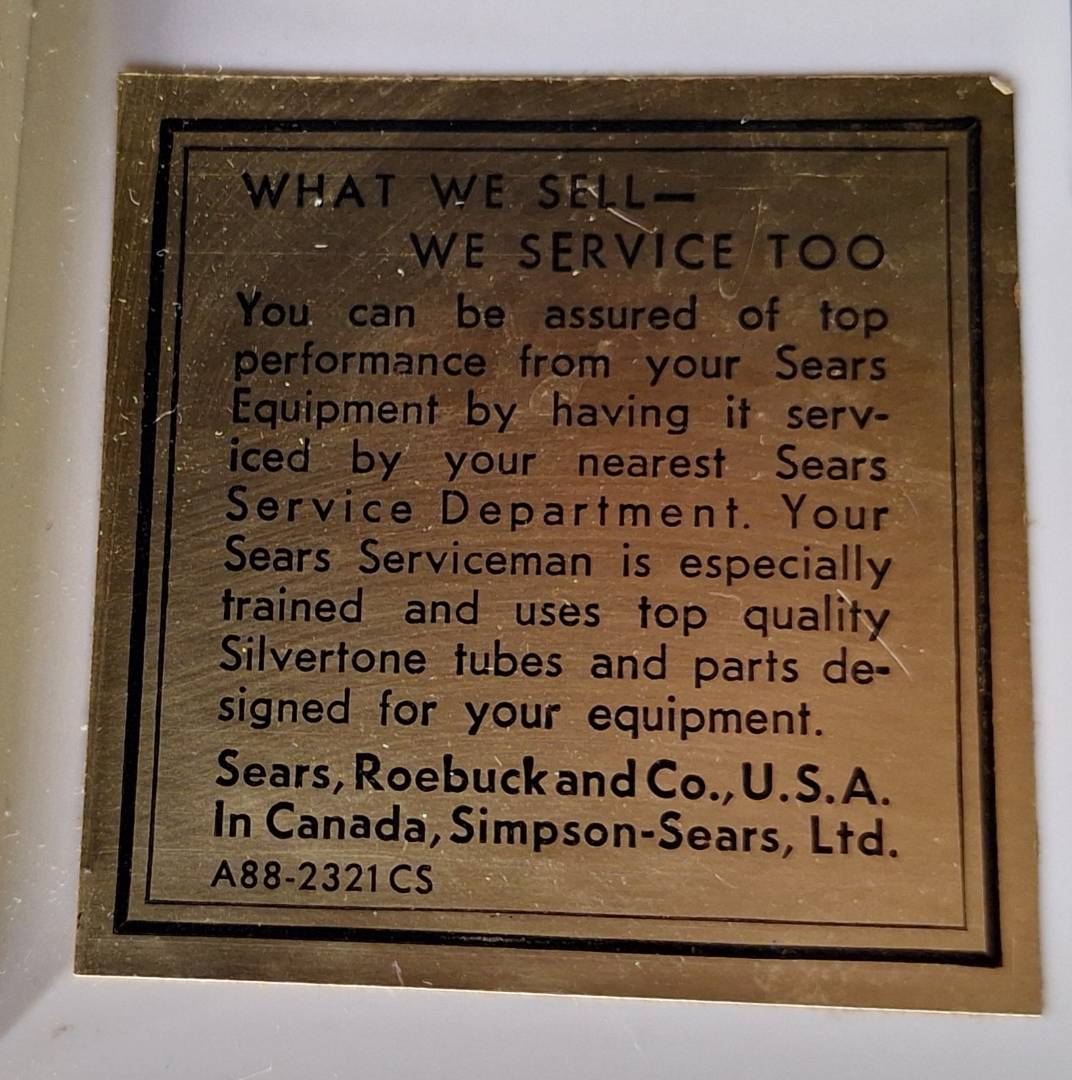 WHAT WE SELL—
WE SERVICE TOO
You can be assured of top
performance from your Sears
Equipment by having it serv-
iced by your nearest Sears
Service Department. Your
Sears Serviceman is especially
trained and uses top quality
Silvertone tubes and parts de-
signed for your equipment.
Sears, Roebuck and Co., U.S.A.
In Canada, Simpson-Sears, Ltd.
A88-2321 CS